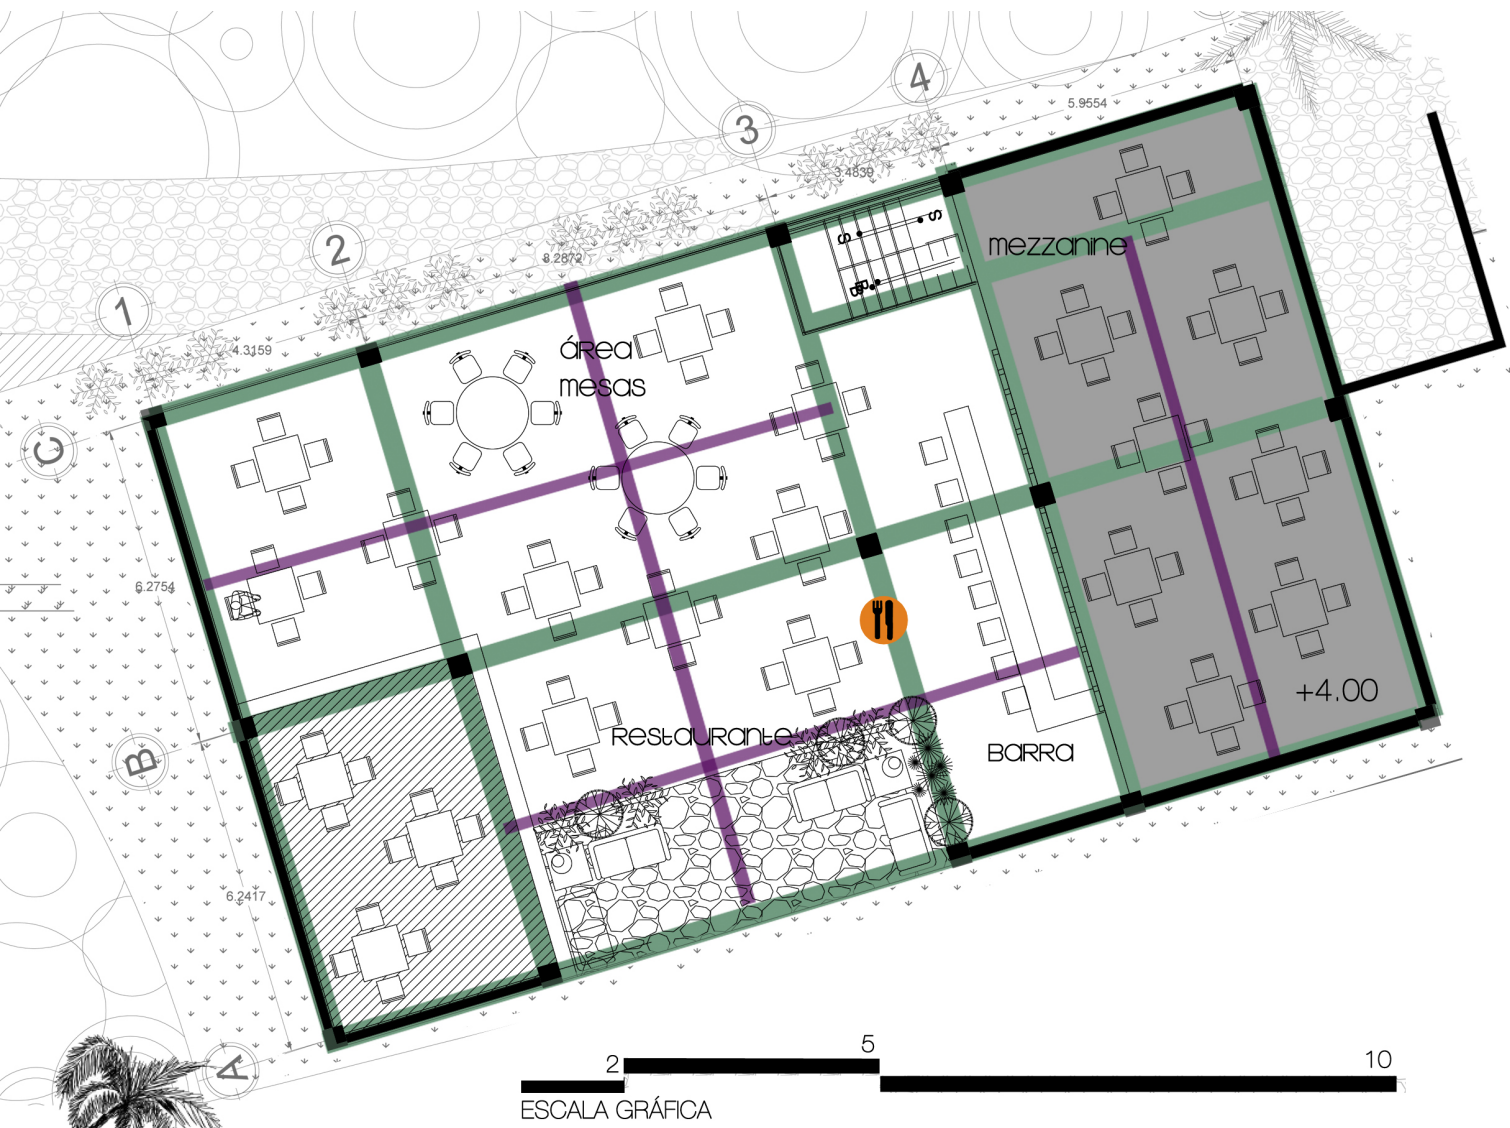 4
5.9554
3
3.4839
S
S
B
B
mezzanine
2
8.2872
1
4.3159
área
mesas
C
6.2754
+4.00
Restaurante
BARRA
B
6.2417
A
2
5
10
ESCALA GRÁFICA